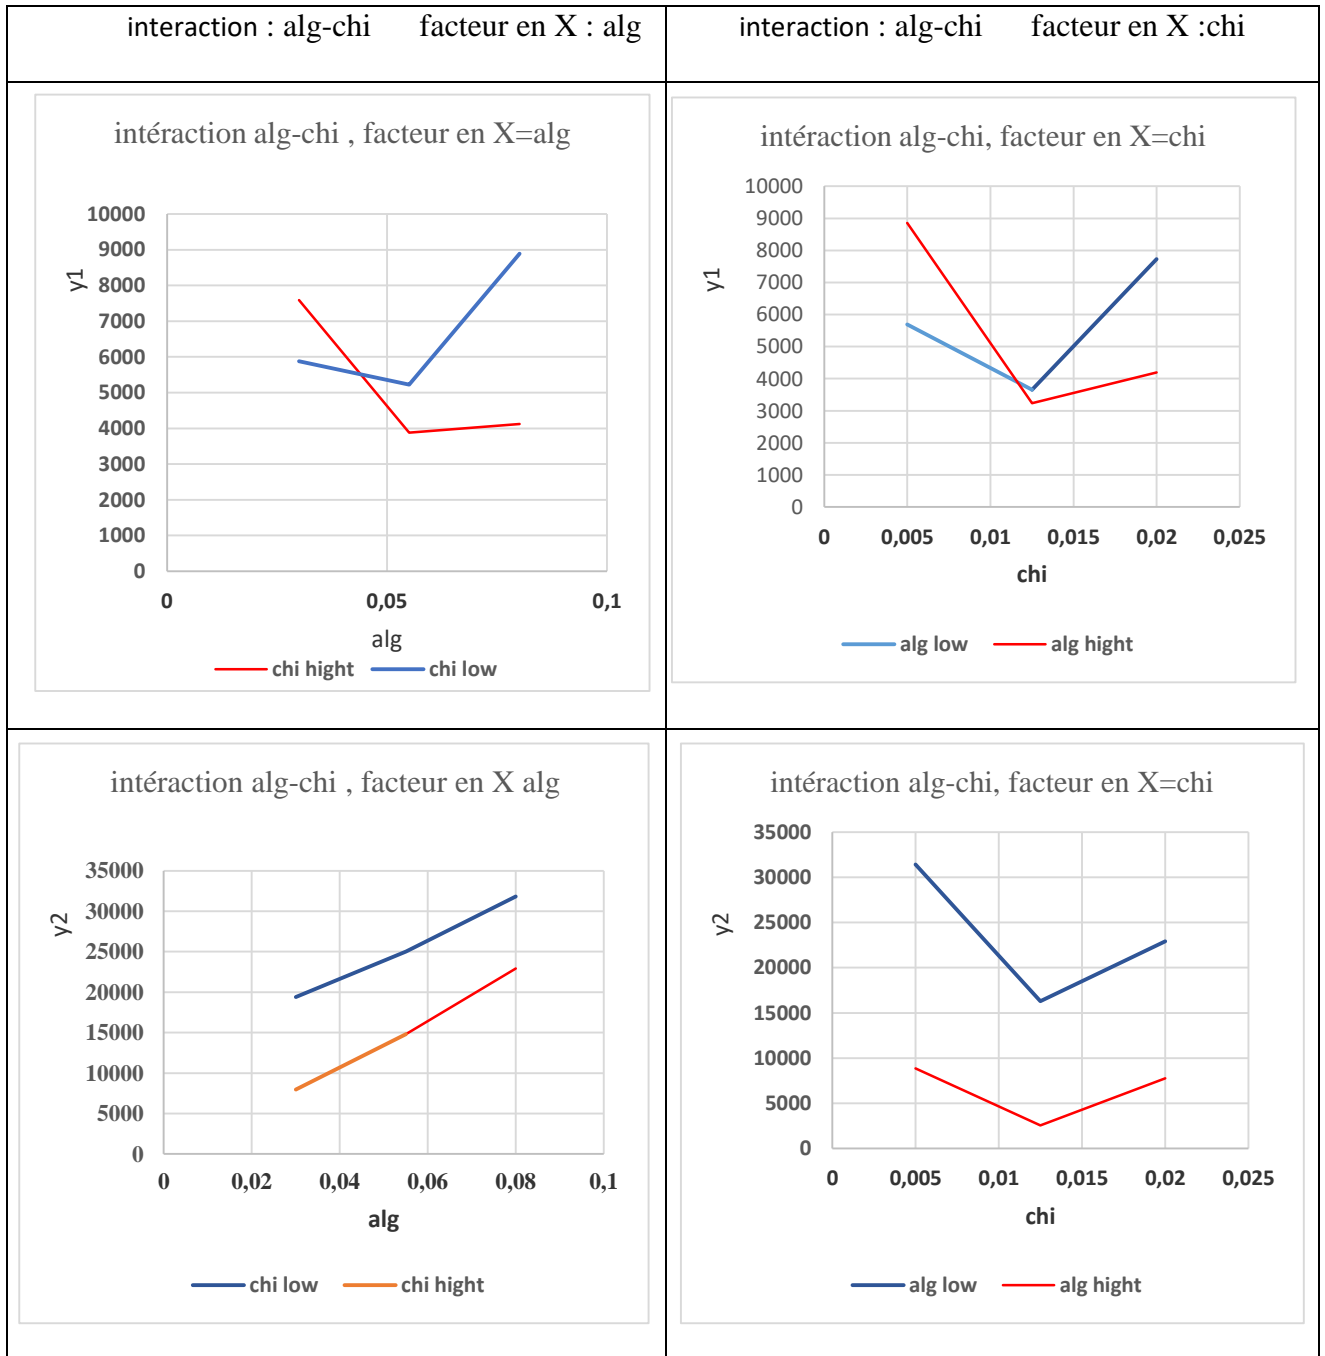 interaction : alg-chi facteur en X : alg
interaction : alg-chi facteur en X :chi
intéraction alg-chi , facteur en X=alg
10000
9000
8000
7000
6000
5000
4000
3000
2000
1000
0
y1
0 0,05 0,1
alg
chi hight chi low
intéraction alg-chi, facteur en X=chi
10000
9000
8000
7000
6000
5000
4000
3000
2000
1000
0
y1
0 0,005 0,01 0,015 0,02 0,025
chi
alg low alg hight
intéraction alg-chi , facteur en X alg
35000
30000
25000
20000
15000
10000
5000
0
y2
0 0,02 0,04 0,06 0,08 0,1
alg
chi low chi hight
intéraction alg-chi, facteur en X=chi
35000
30000
25000
20000
15000
10000
5000
0
y2
0 0,005 0,01 0,015 0,02 0,025
chi
alg low alg hight